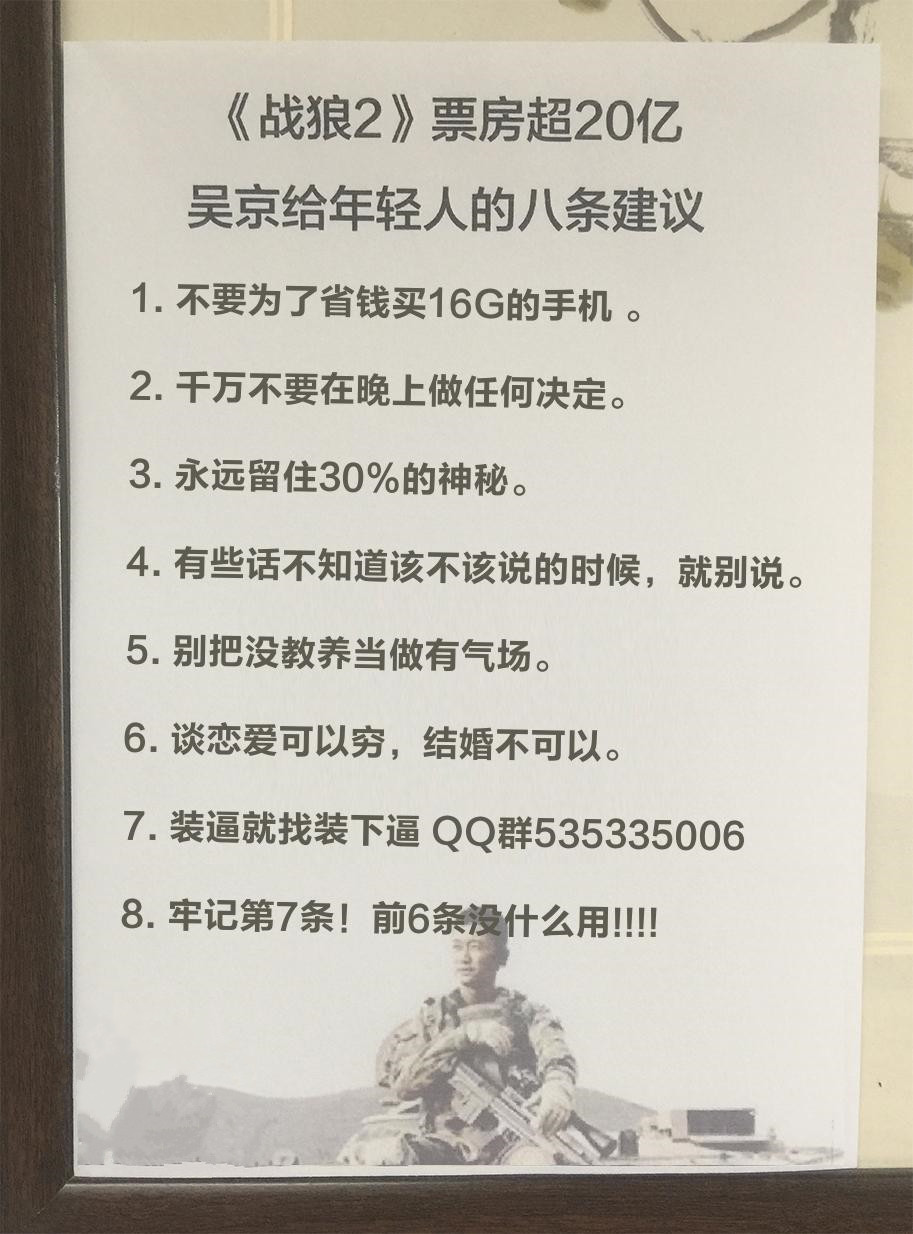 《战狼2》票房超20亿
吴京给年轻人的八条建议
1. 不要为了省钱买16G的手机 。
2. 千万不要在晚上做任何决定。
3. 永远留住30%的神秘。
4. 有些话不知道该不该说的时候，就别说。
5. 别把没教养当做有气场。
6. 谈恋爱可以穷，结婚不可以。
7. 装逼就找装下逼 QQ群535335006
8. 牢记第7条！前6条没什么用!!!!